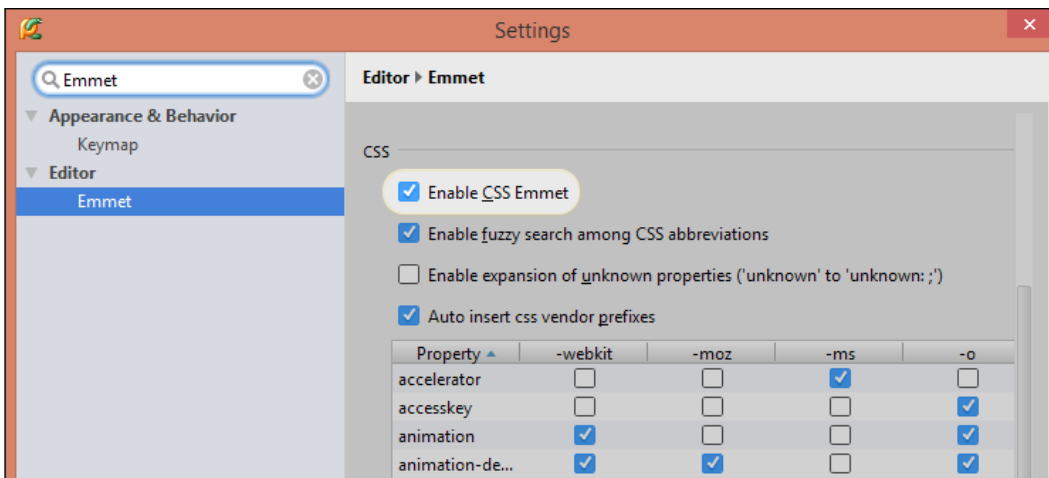 Settings
Emmet
Editor Emmet
Appearance & Behavior
Keymap
CSS
Editor
Enable CSS Emmet
Emmet
Enable fuzzy search among CSS abbreviations
Enable expansion of unknown properties ('unknown' to 'unknown: ;')
Auto insert css vendor prefixes
Property -webkit -moz -ms -o
accelerator
accesskey
animation
animation-de...